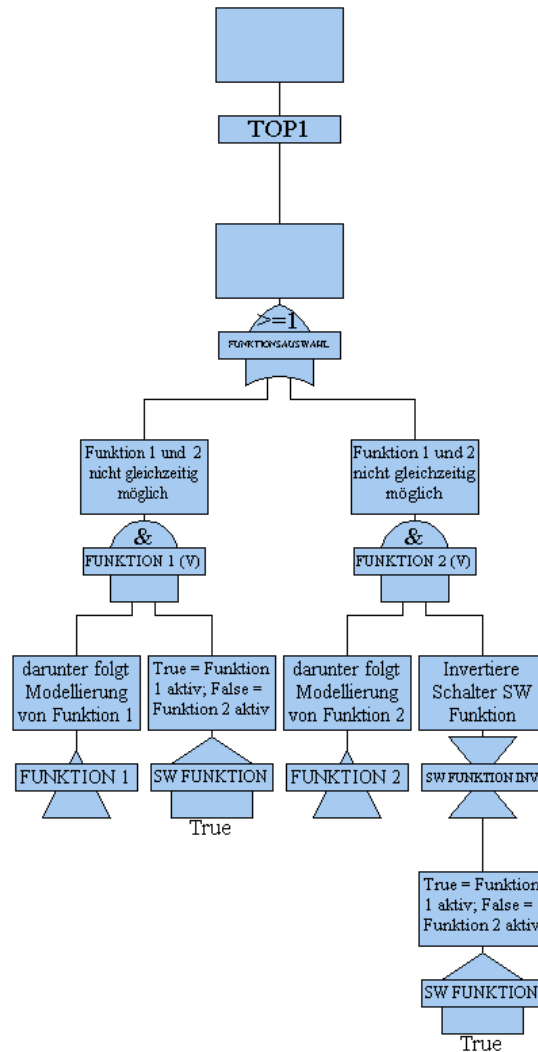 TOP1
>=1
FUNKTIONSAUSWAHL
Funktion 1 und 2
nicht gleichzeitig
möglich
&
FUNKTION 1 (V)
Funktion 1 und 2
nicht gleichzeitig
möglich
&
FUNKTION 2 (V)
darunter folgt
Modellierung
von Funktion 1
FUNKTION 1
True = Funktion
1 aktiv; False =
Funktion 2 aktiv
SW FUNKTION
True
darunter folgt
Modellierung
von Funktion 2
FUNKTION 2
Invertiere
Schalter SW
Funktion
SW FUNKTION INV
True = Funktion
1 aktiv; False =
Funktion 2 aktiv
SW FUNKTION
True